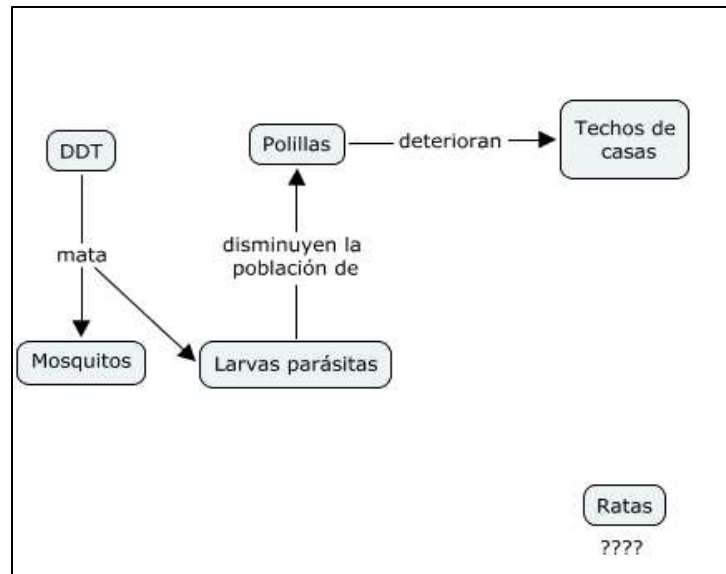 DDT
Polillas
deterioran
Techos de
casas
mata
disminuyen la
población de
Mosquitos
Larvas parásitas
Ratas
????